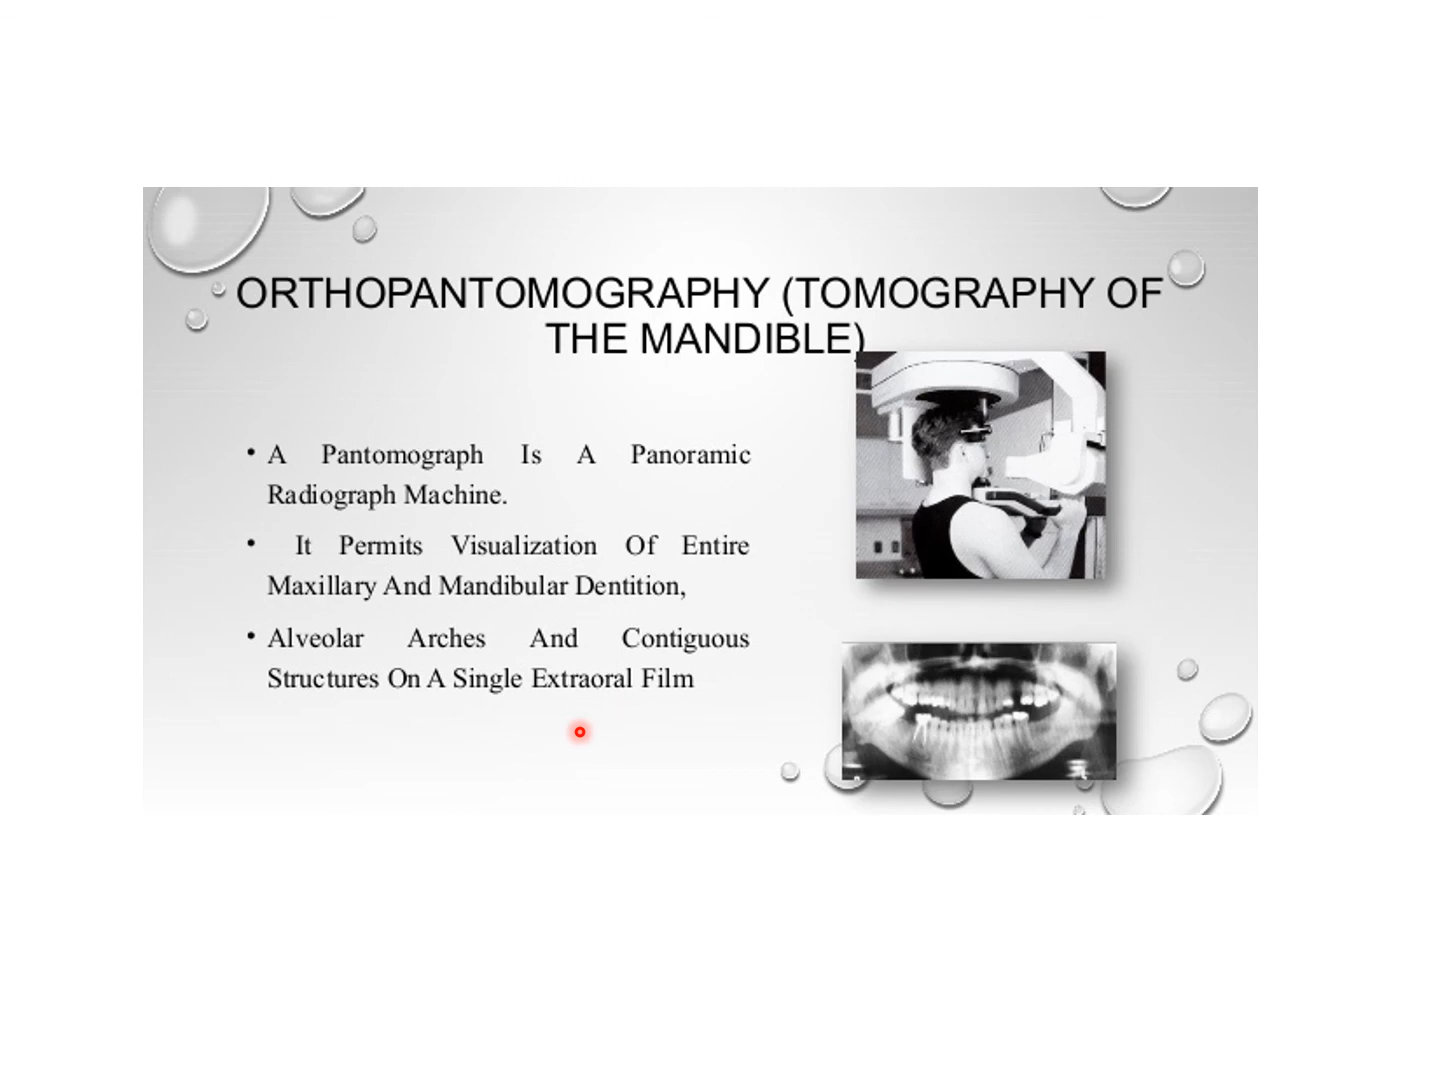 ORTHOPANTOMOGRAPHY (TOMOGRAPHY OF
THE MANDIBLE)
• A Pantomograph Is A Panoramic
Radiograph Machine.
• It Permits Visualization Of Entire
Maxillary And Mandibular Dentition,
• Alveolar Arches And Contiguous
Structures On A Single Extraoral Film